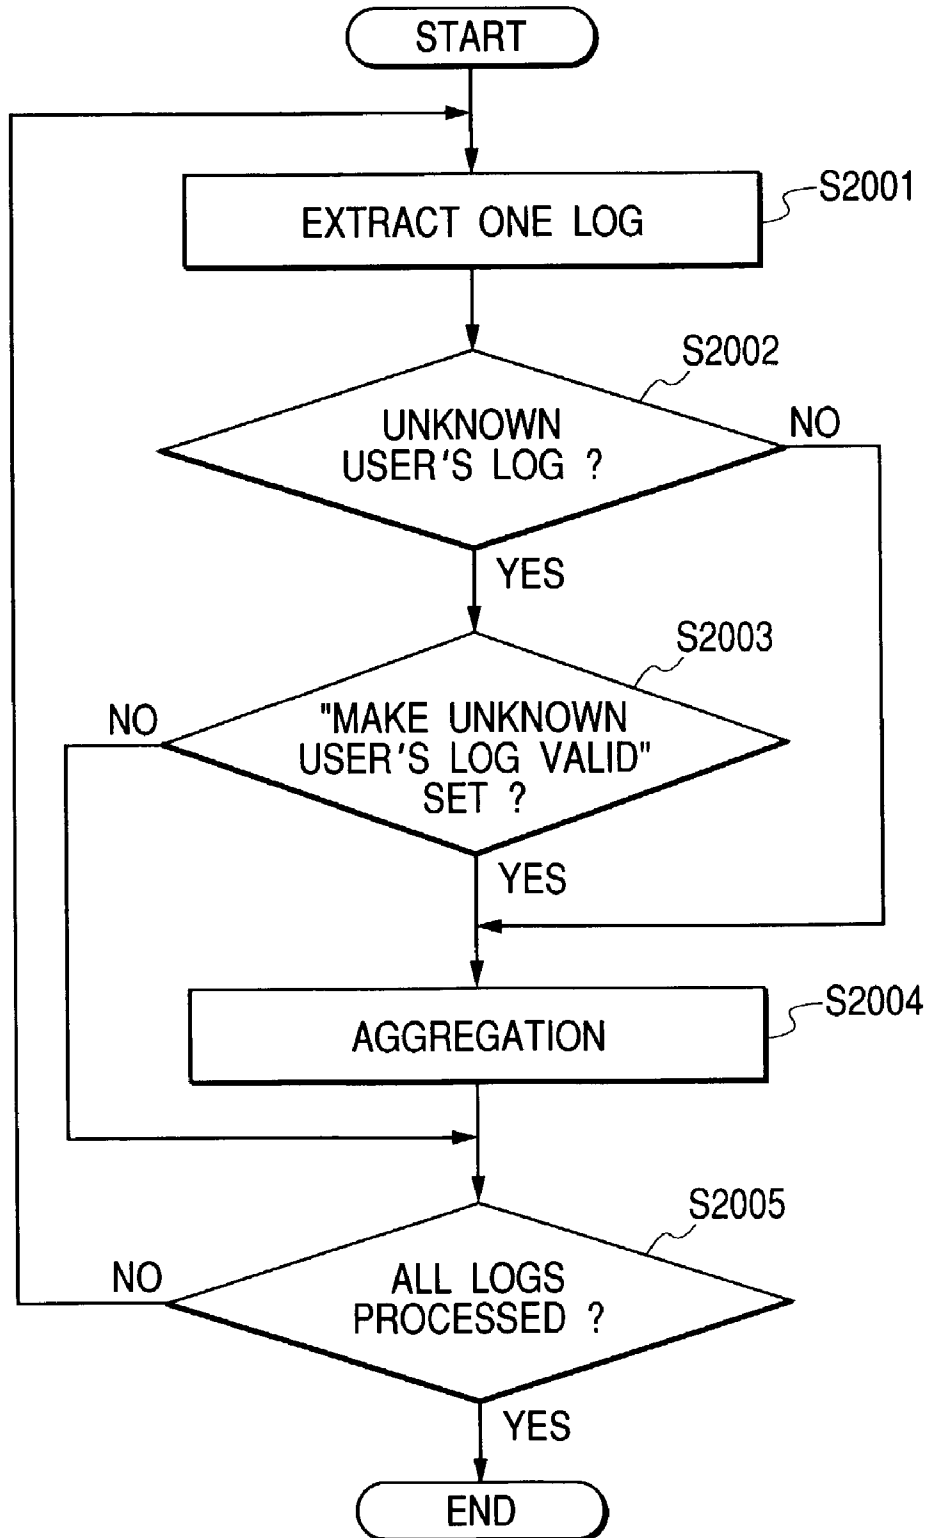 START
EXTRACT ONE LOG
S2001
S2002
UNKNOWN
USER'S LOG ?
NO
YES
S2003
NO
"MAKE UNKNOWN
USER'S LOG VALID"
SET ?
YES
S2004
AGGREGATION
S2005
NO
ALL LOGS
PROCESSED ?
YES
END